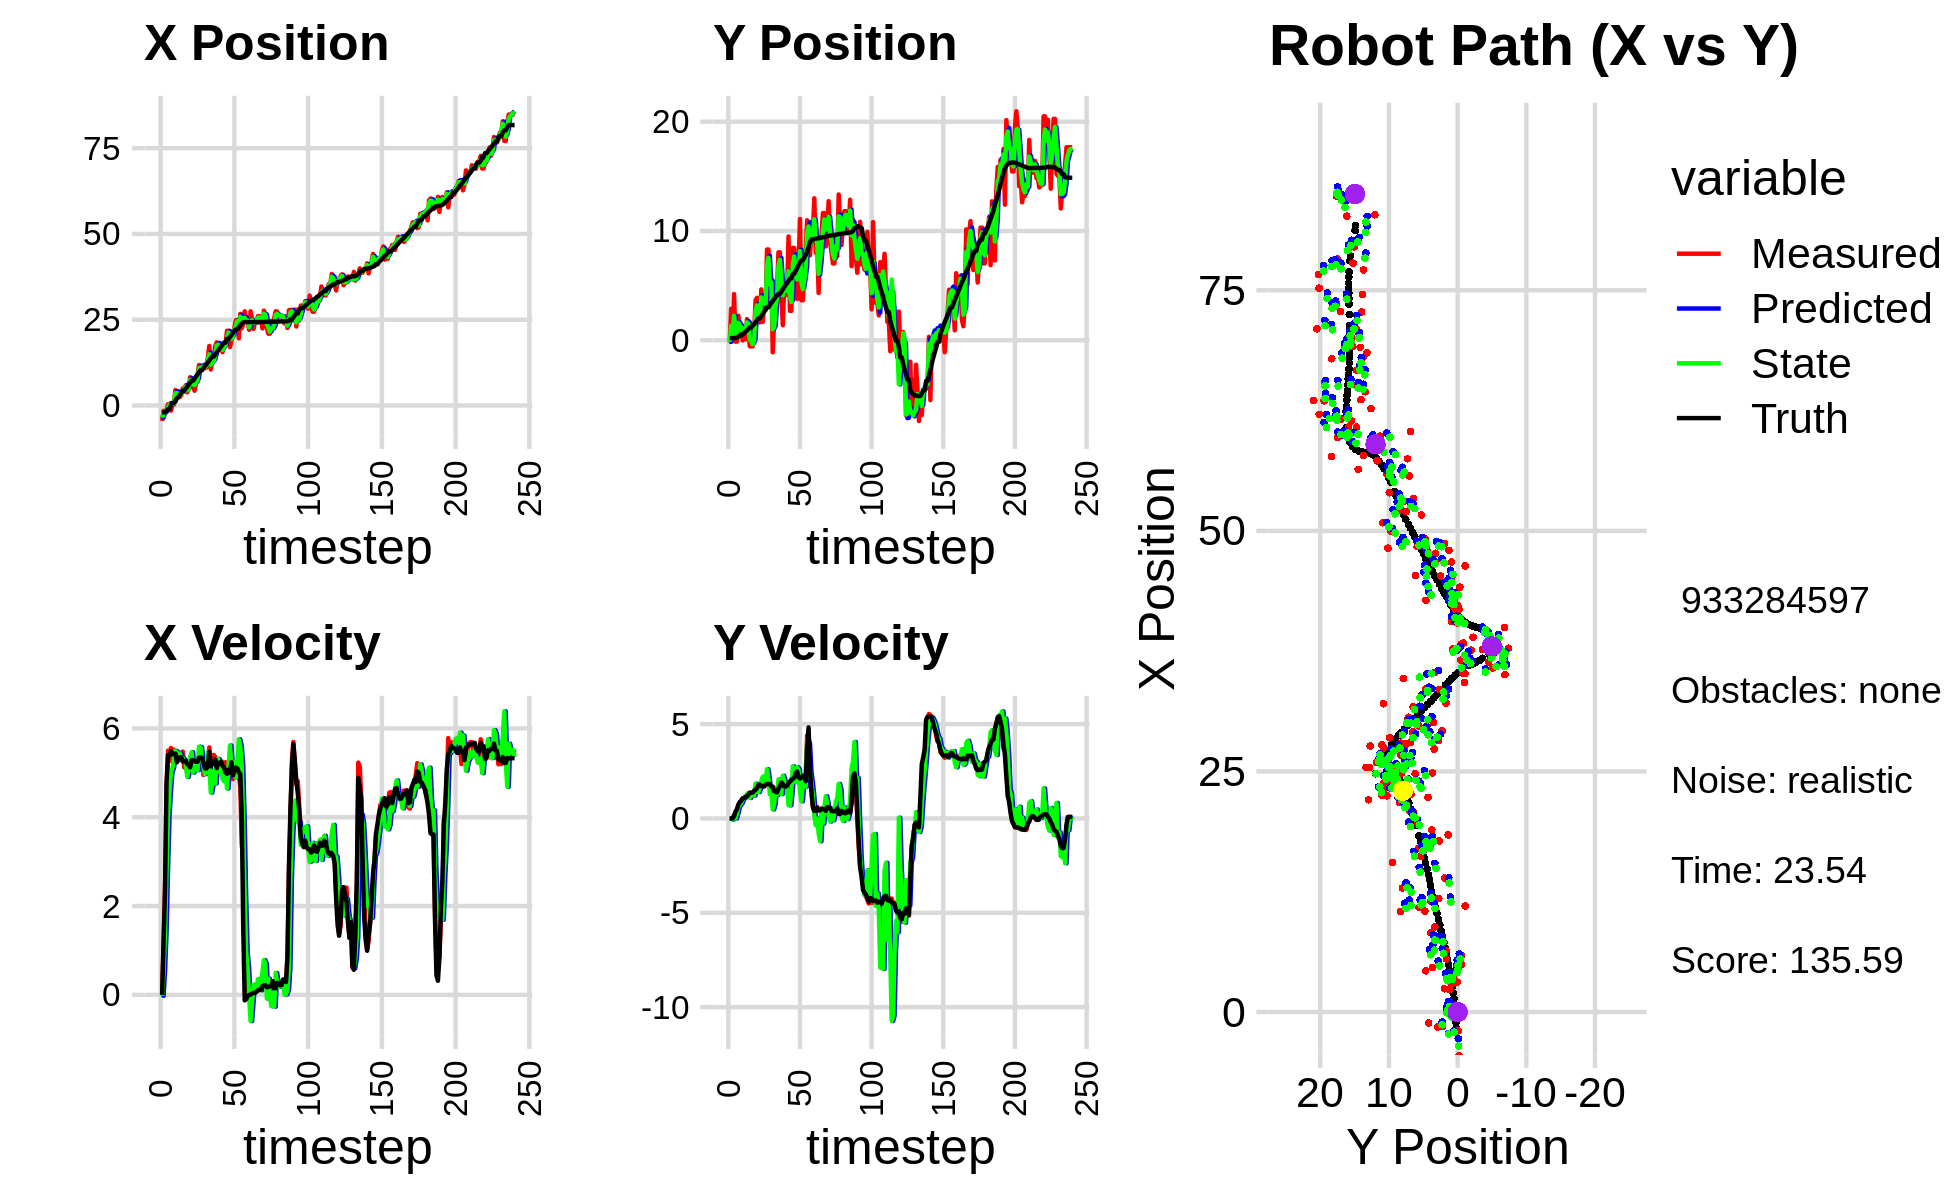 X Position
75
50
25
0
0 50 100 150 200 250
timestep
Y Position
20
10
0
0 50 100 150 200 250
timestep
X Velocity
6
4
2
0
0 50 100 150 200 250
timestep
Y Velocity
5
0
-5
-10
0 50 100 150 200 250
timestep
Robot Path (X vs Y)
X Position
75
50
25
0
20 10 0 -10 -20
Y Position
variable
Measured
Predicted
State
Truth
933284597
Obstacles: none
Noise: realistic
Time: 23.54
Score: 135.59